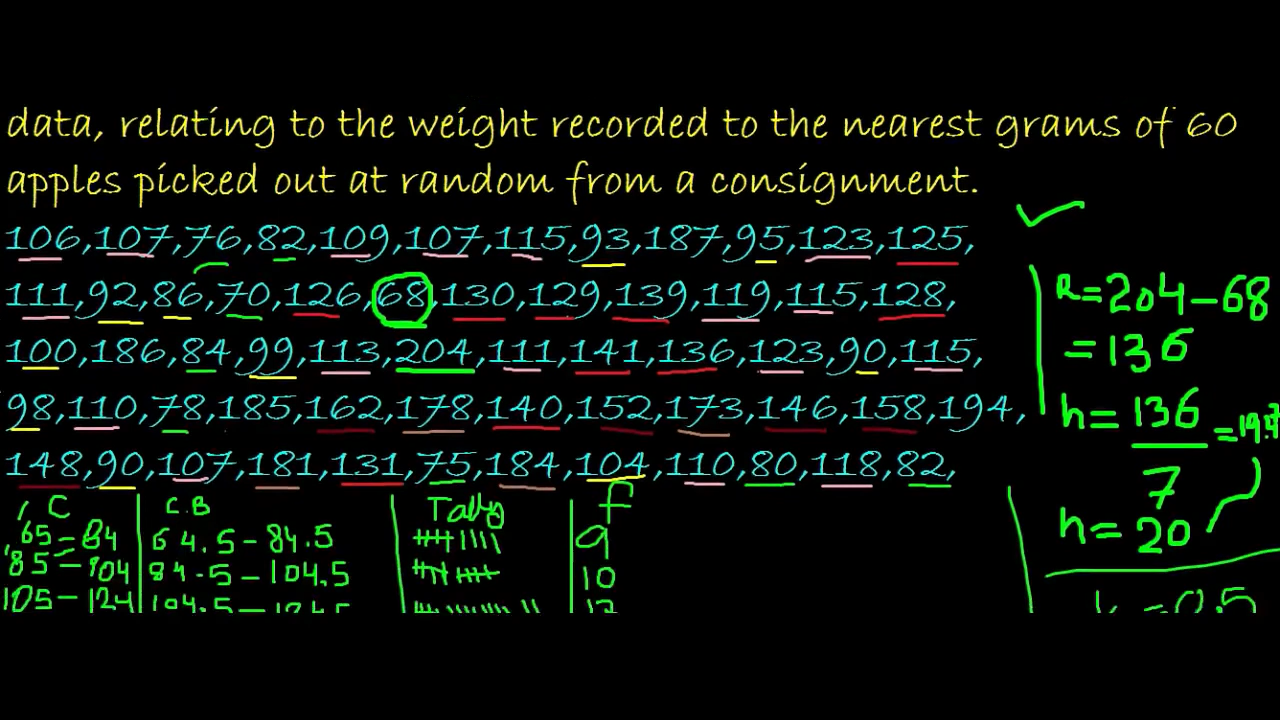 data, relating to the weight recorded to the nearest grams of 60
apples picked out at random from a consignment.
106,107,76,82,109,107,115,93,187,95,123,125,
111,92,86,70,126,68,130,129,139,119,115,128,
100,186,84,99,113,204,111,141,136,123,90,115,
98,110,78,185,162,178,140,152,173,146,158,194,
148,90,107,181,131,75,184,104,110,80,118,82,
R=204-68
=136
h=136
7
h=20
C C.B Tally f
65-84 64.5-84.5 9
85-104 84.5-104.5 10
105-124